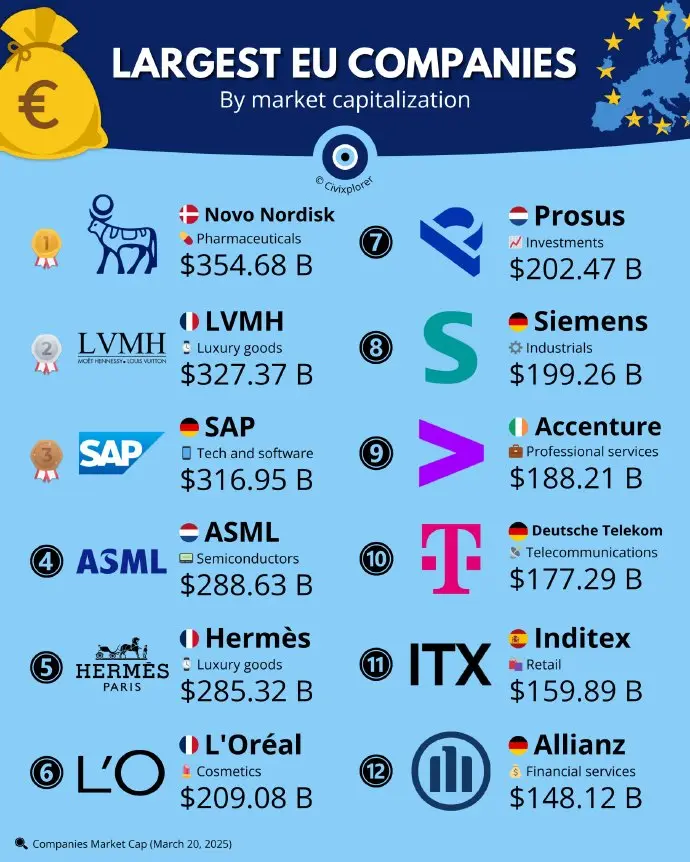 LARGEST EU COMPANIES
By market capitalization
€
© Civixplorer
1
Novo Nordisk
Pharmaceuticals
$354.68 B
2
LVMH
MOËT HENNESSY. LOUIS VUITTON
LVMH
Luxury goods
$327.37 B
3
SAP
SAP
Tech and software
$316.95 B
4
ASML
ASML
Semiconductors
$288.63 B
5
HERMÈS
PARIS
Hermès
Luxury goods
$285.32 B
6
L'O
L'Oréal
Cosmetics
$209.08 B
7
Prosus
Investments
$202.47 B
8
S
Siemens
Industrials
$199.26 B
9
Accenture
Professional services
$188.21 B
10
T
Deutsche Telekom
Telecommunications
$177.29 B
11
ITX
Inditex
Retail
$159.89 B
12
Allianz
Financial services
$148.12 B
Companies Market Cap (March 20, 2025)